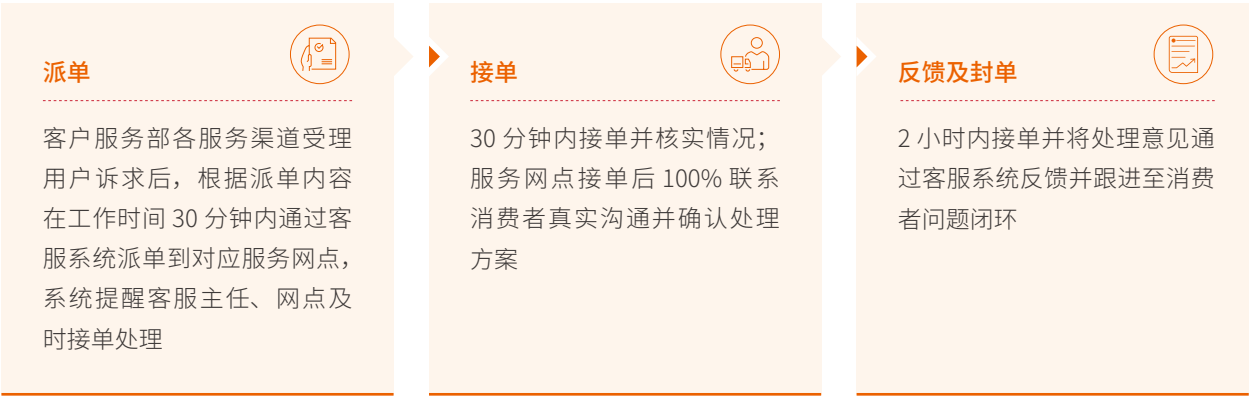 派单
客户服务部各服务渠道受理
用户诉求后，根据派单内容
在工作时间 30 分钟内通过客
服系统派单到对应服务网点，
系统提醒客服主任、网点及
时接单处理
接单
30 分钟内接单并核实情况；
服务网点接单后 100% 联系
消费者真实沟通并确认处理
方案
反馈及封单
2 小时内接单并将处理意见通
过客服系统反馈并跟进至消费
者问题闭环